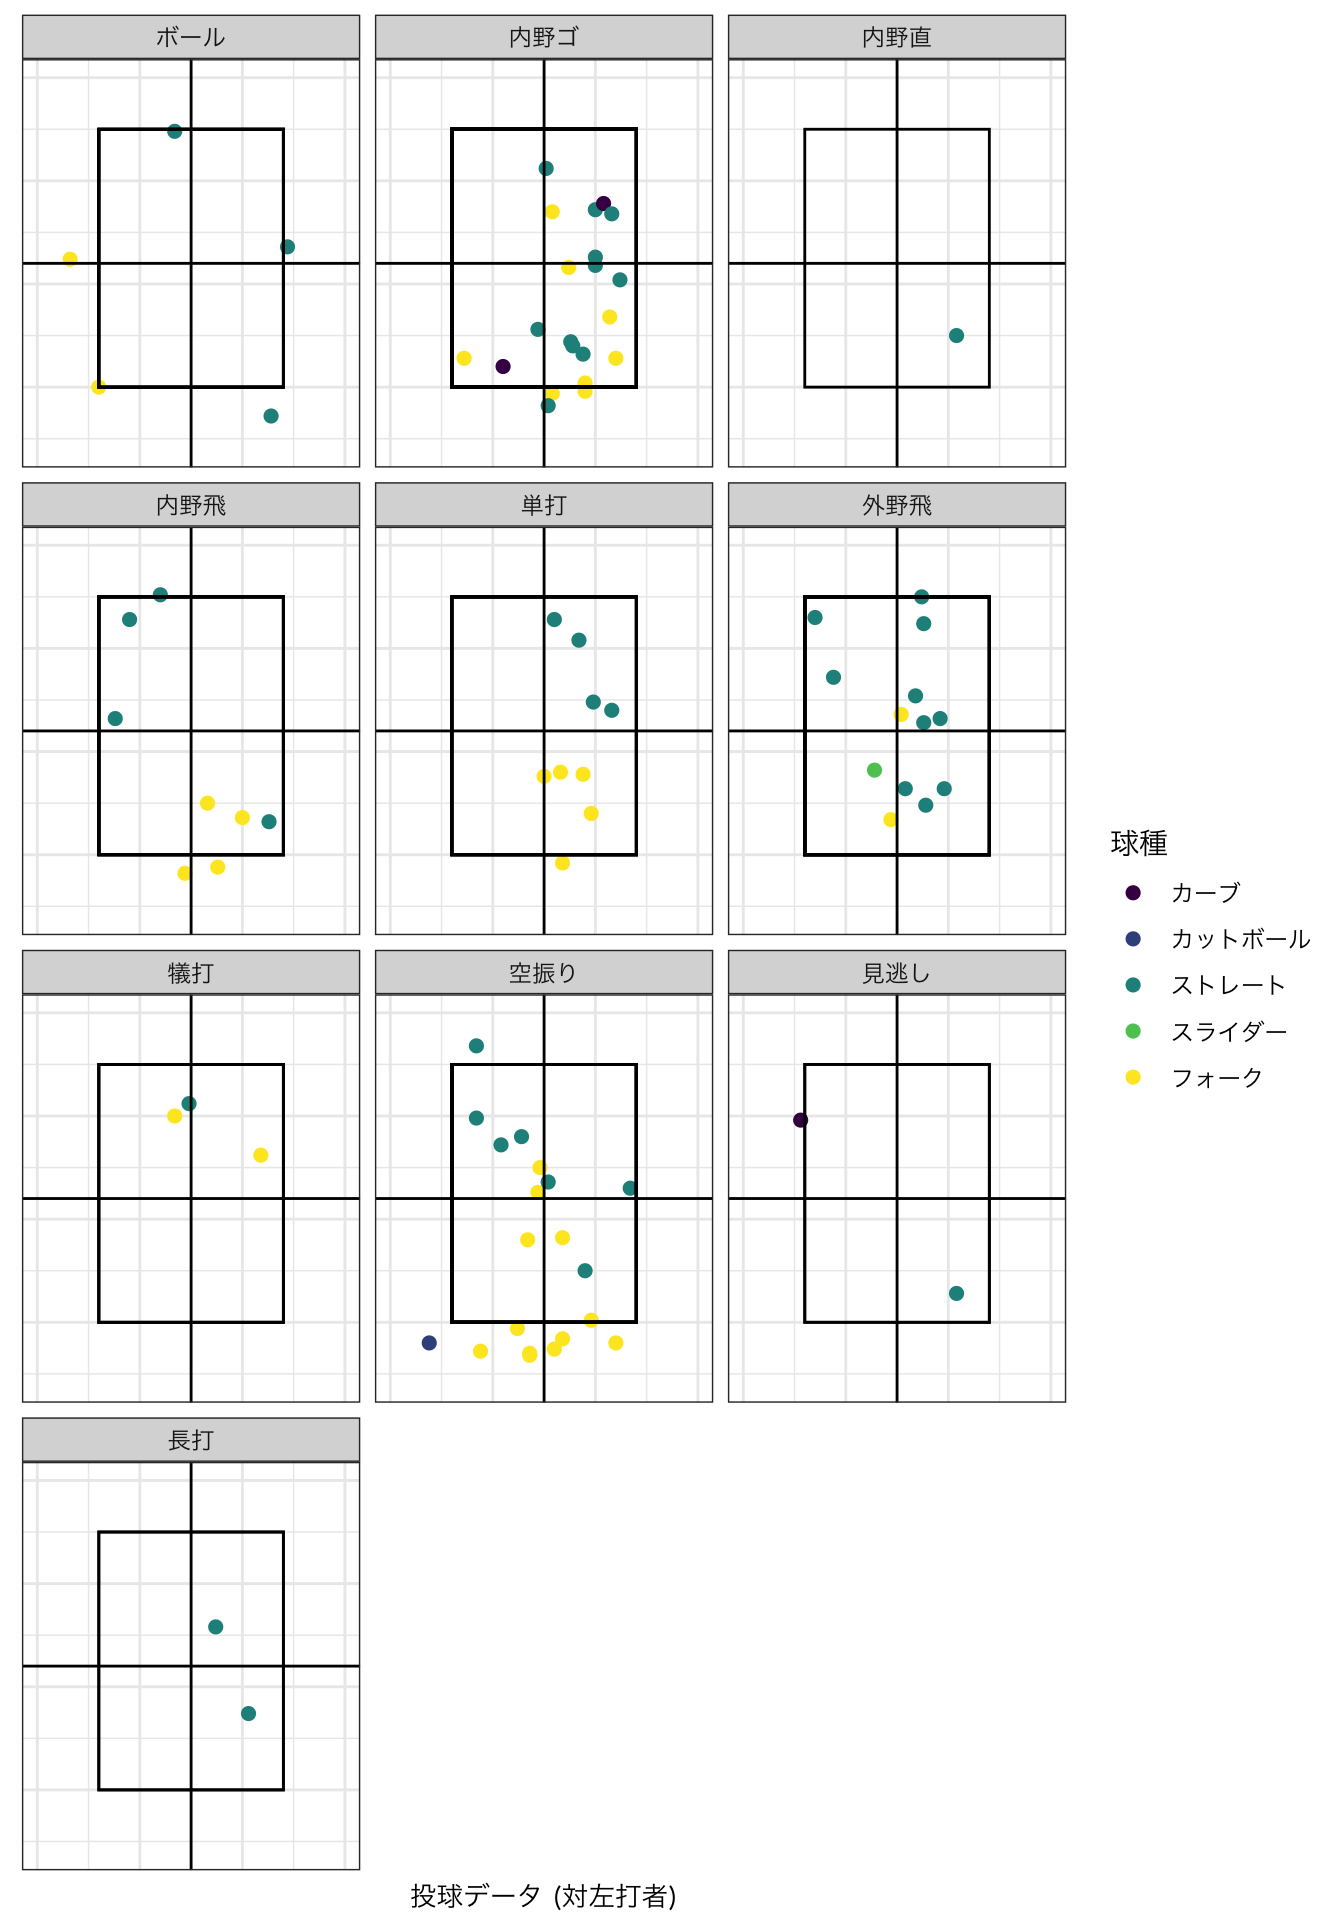 ボール
内野ゴ
内野直
内野飛
単打
外野飛
犠打
空振り
見逃し
長打
球種
カーブ
カットボール
ストレート
スライダー
フォーク
投球データ (対左打者)